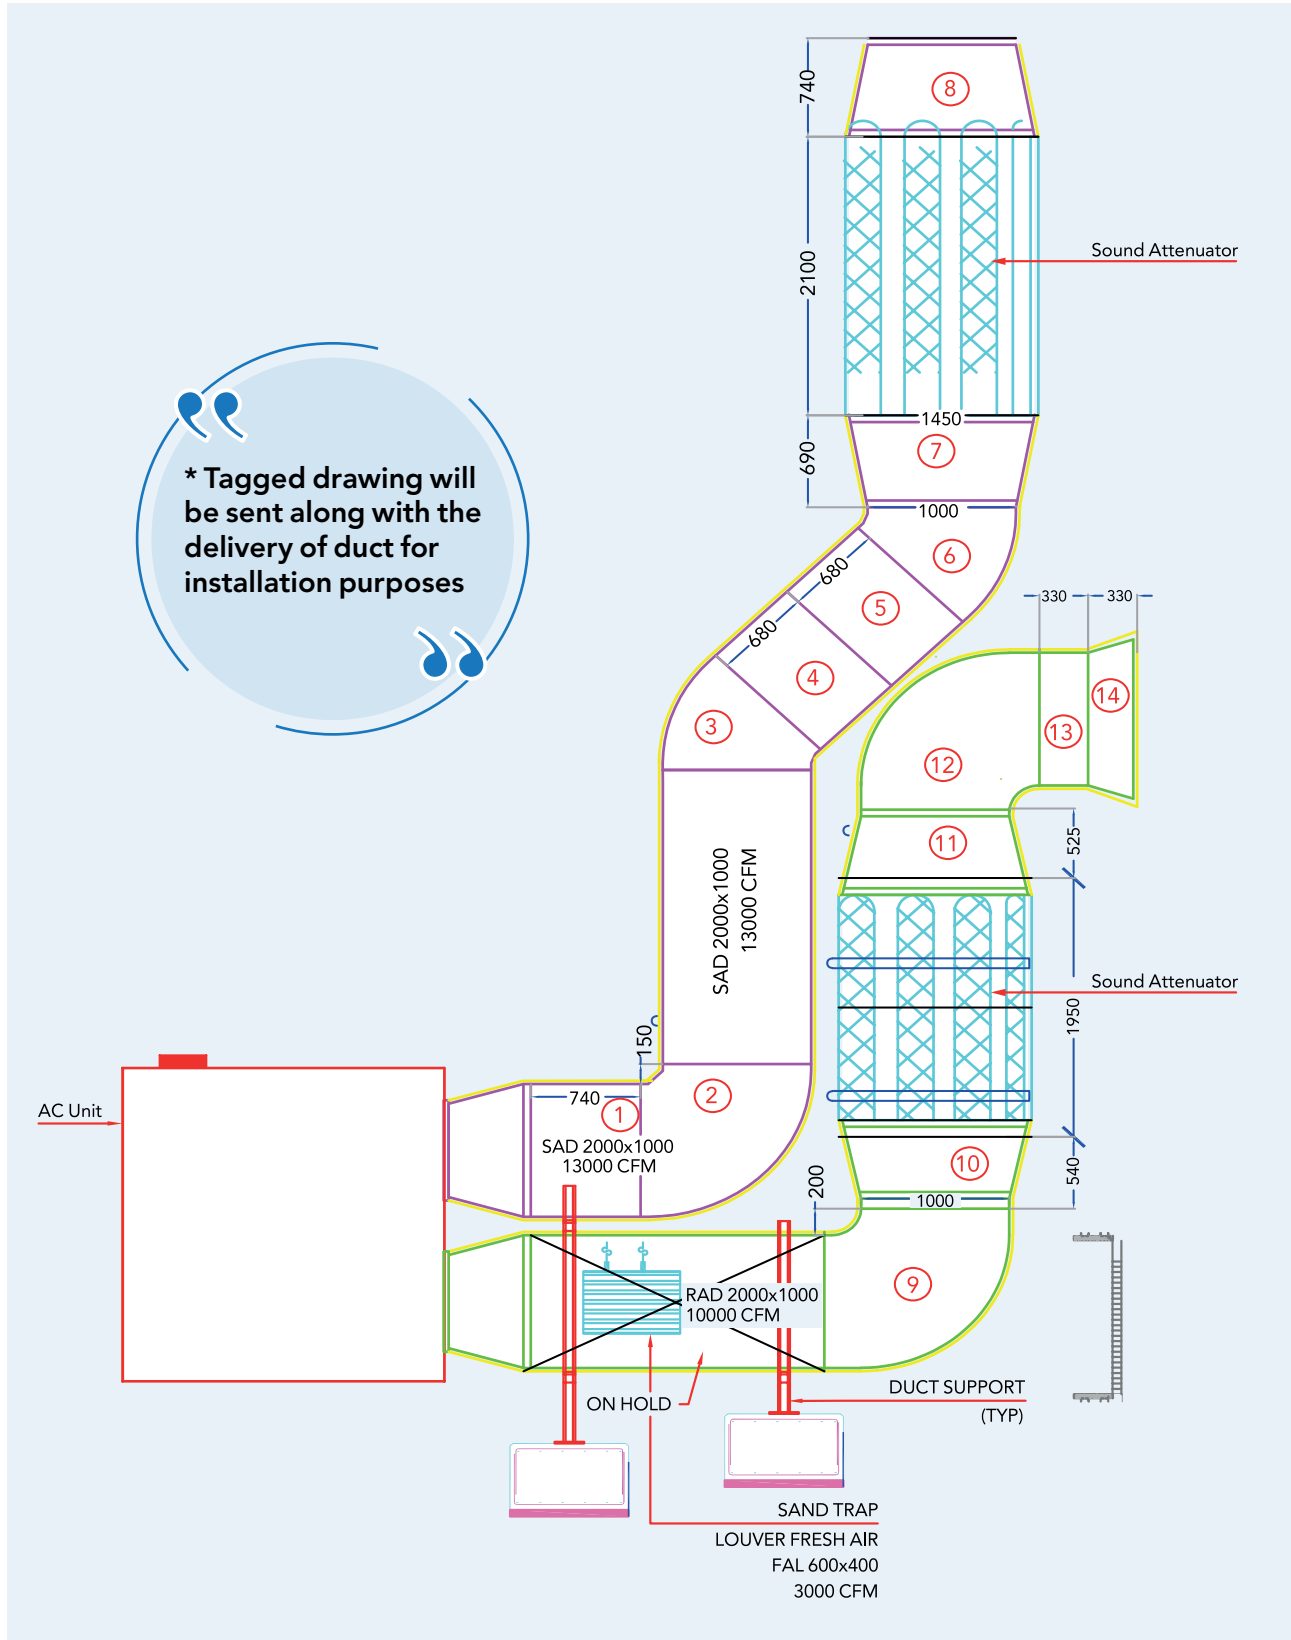 740
8
2100
Sound Attenuator
1450
690
7
1000
6
680
5
680
4
3
* Tagged drawing will
be sent along with the
delivery of duct for
installation purposes
330
330
14
13
12
11
525
SAD 2000x1000
13000 CFM
Sound Attenuator
1950
150
AC Unit
740
1
2
SAD 2000x1000
13000 CFM
10
540
200
1000
9
RAD 2000x1000
10000 CFM
ON HOLD
DUCT SUPPORT
(TYP)
SAND TRAP
LOUVER FRESH AIR
FAL 600x400
3000 CFM